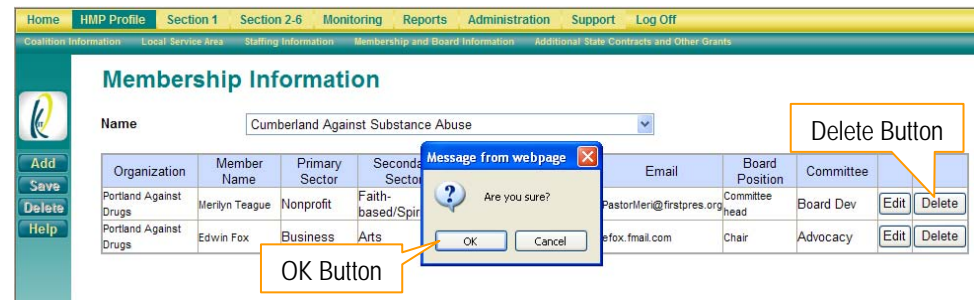 Home HMP Profile Section 1 Section 2-6 Monitoring Reports Administration Support Log Off
Coalition Information Local Service Area Staffing Information Membership and Board Information Additional State Contracts and Other Grants
Membership Information
Name Cumberland Against Substance Abuse
Delete Button
Add
Save
Delete
Help
Organization Member Name Primary Sector Seconda Sector Email Board Position Committee
Portland Against Drugs Merilyn Teague Nonprofit Faith-based/Spir PastorMeri@firstpres.org Committee head Board Dev Edit Delete
Portland Against Drugs Edwin Fox Business Arts efox.fmail.com Chair Advocacy Edit Delete
Message from webpage
Are you sure?
OK Cancel
OK Button